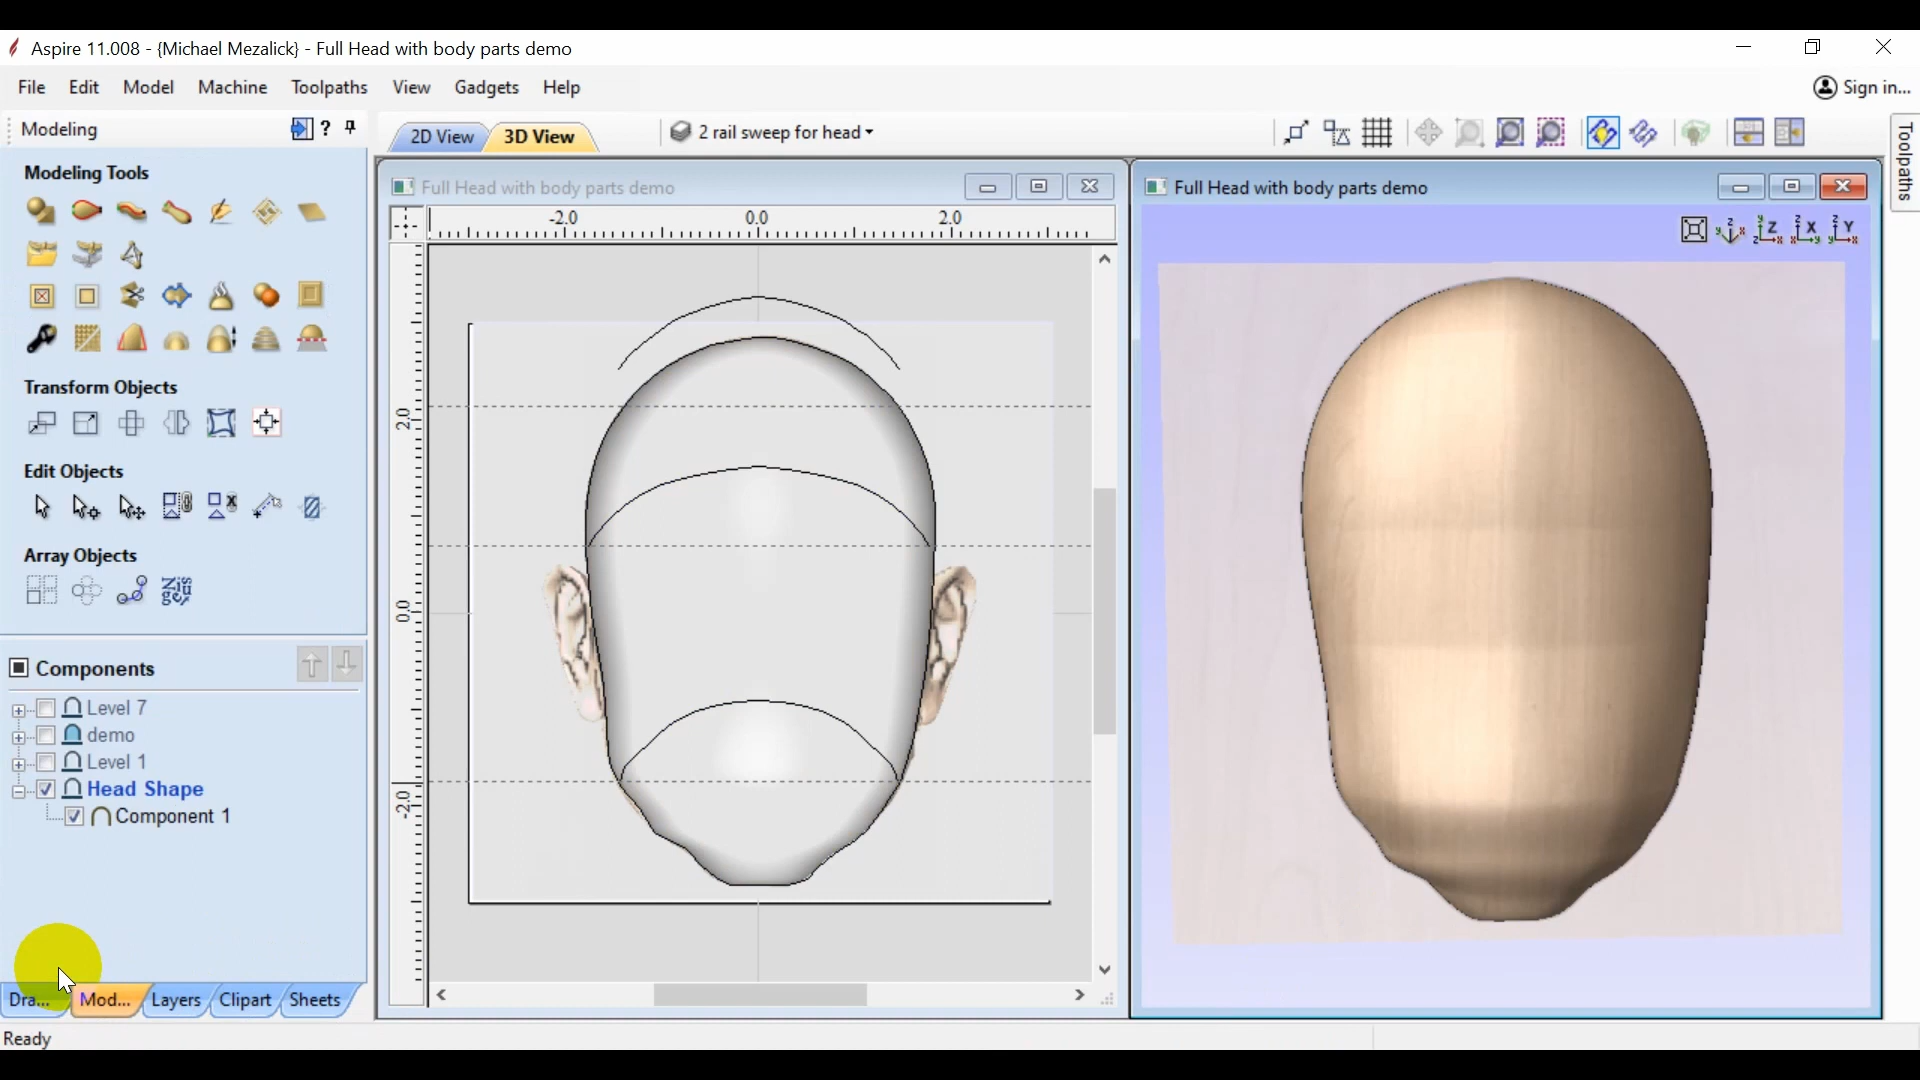 Aspire 11.008 - {Michael Mezalick} - Full Head with body parts demo
File Edit Model Machine Toolpaths View Gadgets Help
Sign in...
Modeling ?
2D View 3D View
2 rail sweep for head
Toolpaths
Modeling Tools
Transform Objects
Edit Objects
Array Objects
Components
Level 7
demo
Level 1
Head Shape
Component 1
Dra... Mod... Layers Clipart Sheets
Full Head with body parts demo
-2.0 0.0 2.0
2.0
0.0
-2.0
Full Head with body parts demo
Ready